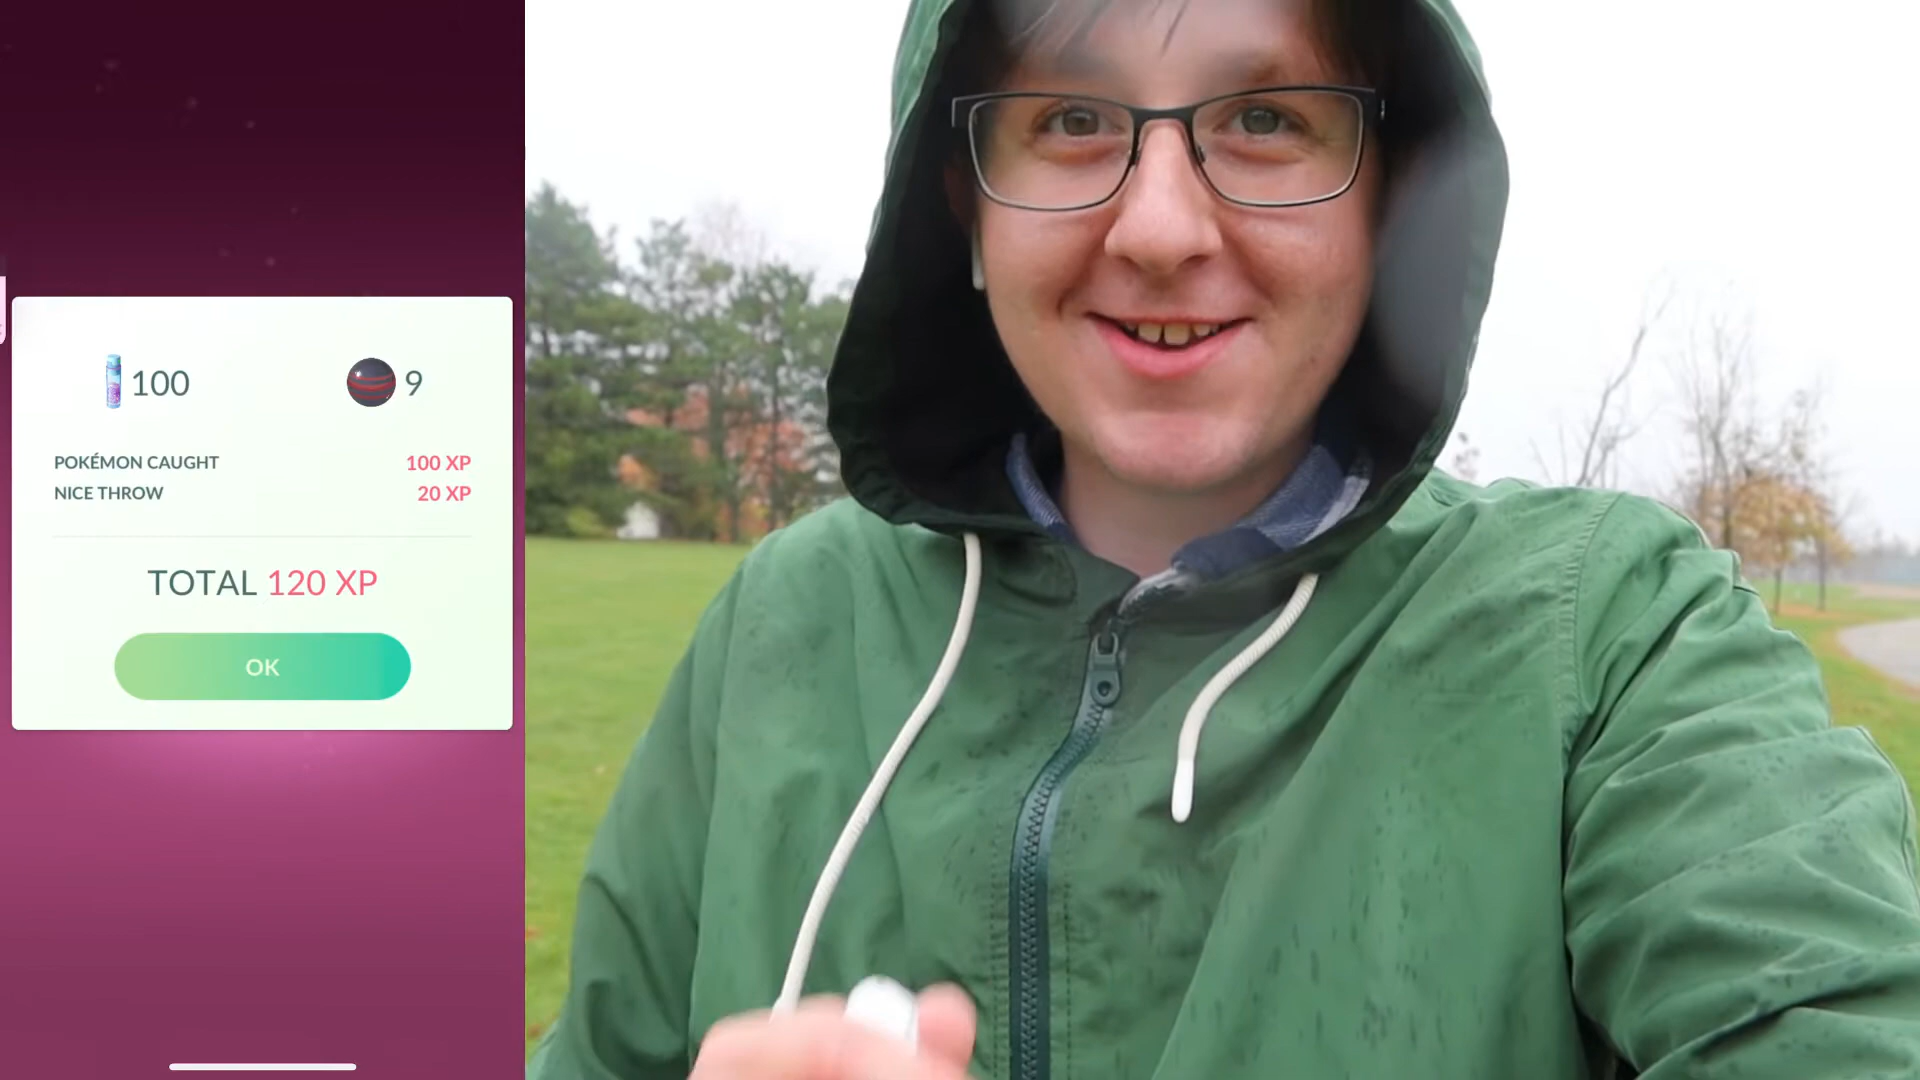 100 9
POKÉMON CAUGHT 100 XP
NICE THROW 20 XP
TOTAL 120 XP
OK